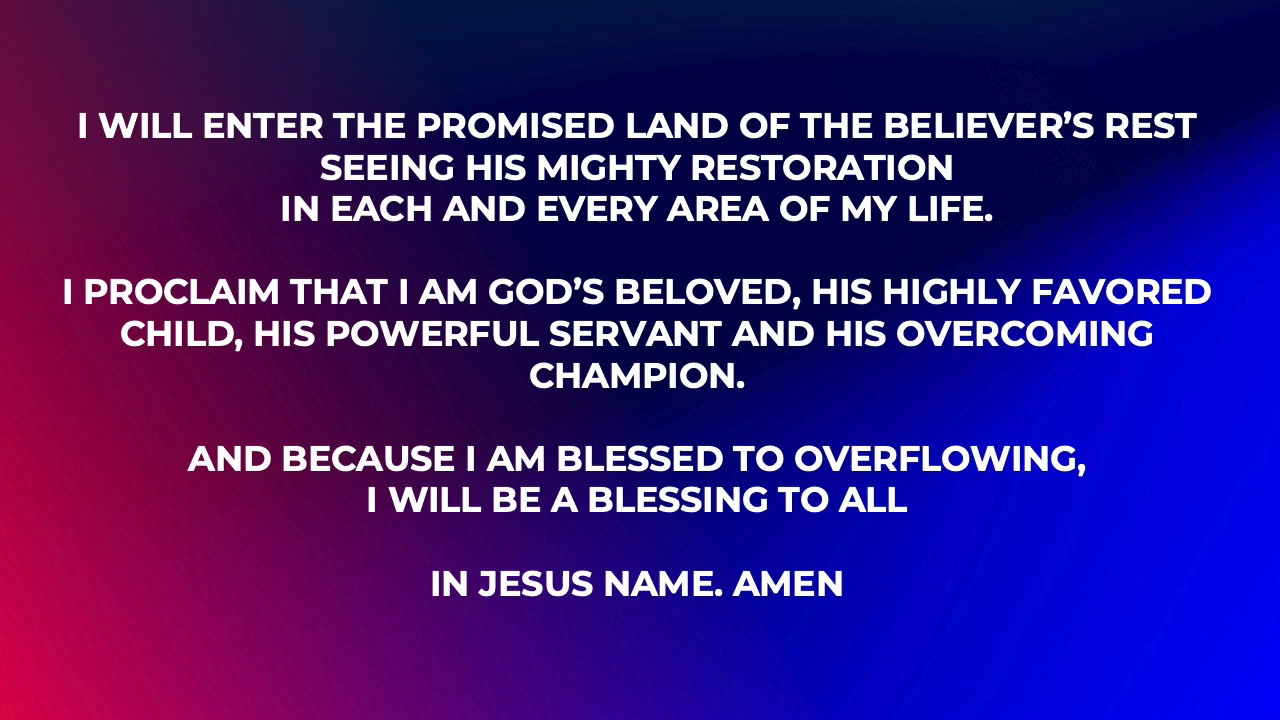 I WILL ENTER THE PROMISED LAND OF THE BELIEVER’S REST
SEEING HIS MIGHTY RESTORATION
IN EACH AND EVERY AREA OF MY LIFE.
I PROCLAIM THAT I AM GOD’S BELOVED, HIS HIGHLY FAVORED
CHILD, HIS POWERFUL SERVANT AND HIS OVERCOMING
CHAMPION.
AND BECAUSE I AM BLESSED TO OVERFLOWING,
I WILL BE A BLESSING TO ALL
IN JESUS NAME. AMEN